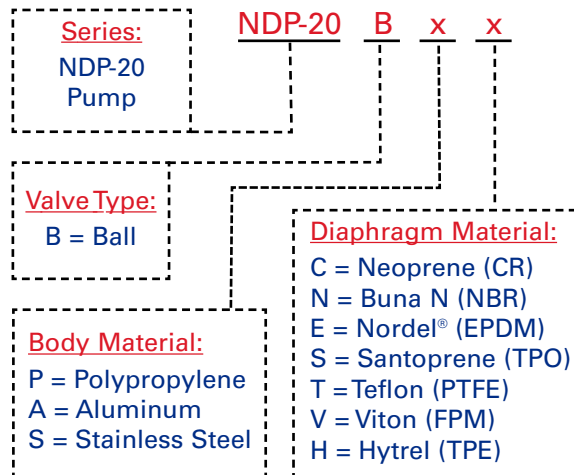 NDP-20 B x x
Series:
NDP-20
Pump
Valve Type:
B = Ball
Body Material:
P = Polypropylene
A = Aluminum
S = Stainless Steel
Diaphragm Material:
C = Neoprene (CR)
N = Buna N (NBR)
E = Nordel® (EPDM)
S = Santoprene (TPO)
T = Teflon (PTFE)
V = Viton (FPM)
H = Hytrel (TPE)